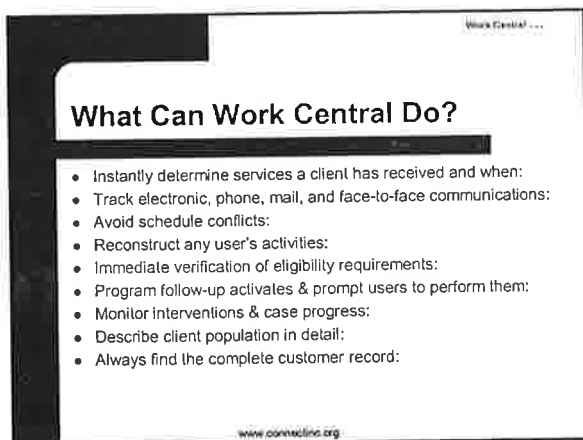 Work Central ...
What Can Work Central Do?
• Instantly determine services a client has received and when:
• Track electronic, phone, mail, and face-to-face communications:
• Avoid schedule conflicts:
• Reconstruct any user's activities:
• Immediate verification of eligibility requirements:
• Program follow-up activates & prompt users to perform them:
• Monitor interventions & case progress:
• Describe client population in detail:
• Always find the complete customer record:
www.connectinc.org